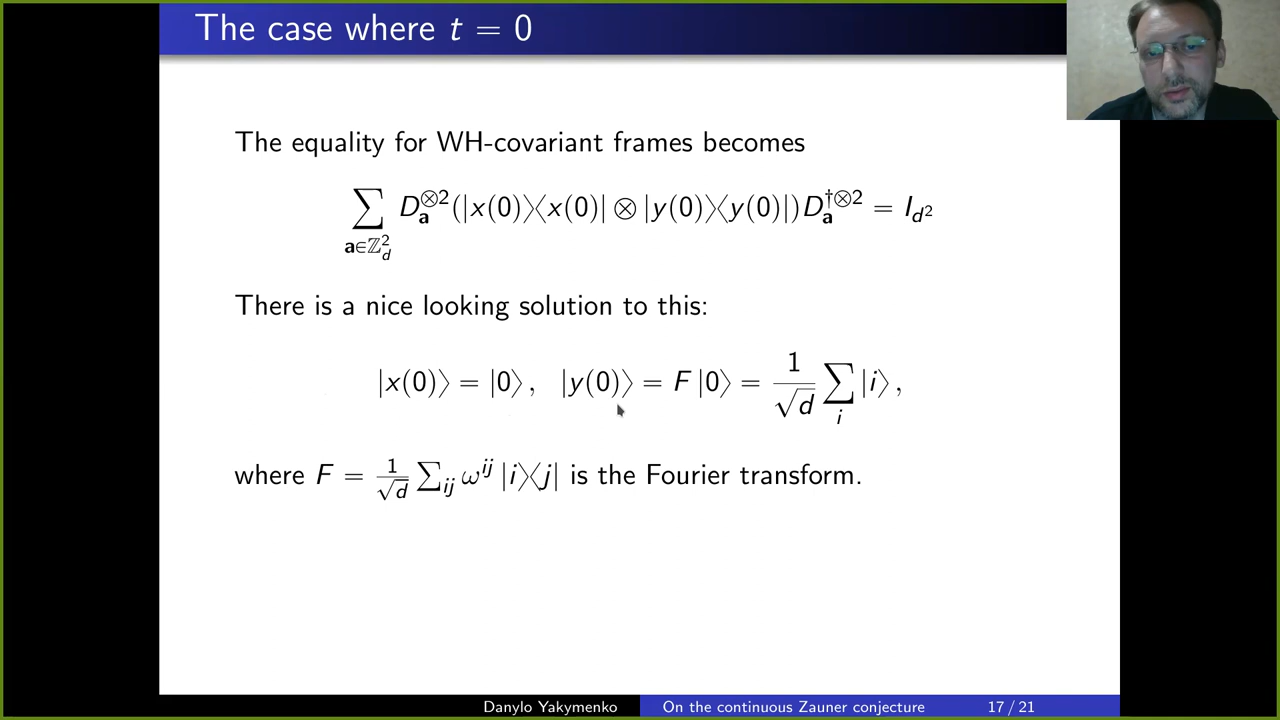 The case where t = 0
The equality for WH-covariant frames becomes
∑_{a∈ℤ_d^2} D_a^{⊗2}(|x(0)⟩⟨x(0)| ⊗ |y(0)⟩⟨y(0)|)D_a^{†⊗2} = I_{d^2}
There is a nice looking solution to this:
|x(0)⟩ = |0⟩, |y(0)⟩ = F |0⟩ = 1/√d ∑_i |i⟩,
where F = 1/√d ∑_{ij} ω^{ij} |i⟩⟨j| is the Fourier transform.
Danylo Yakymenko On the continuous Zauner conjecture 17 / 21